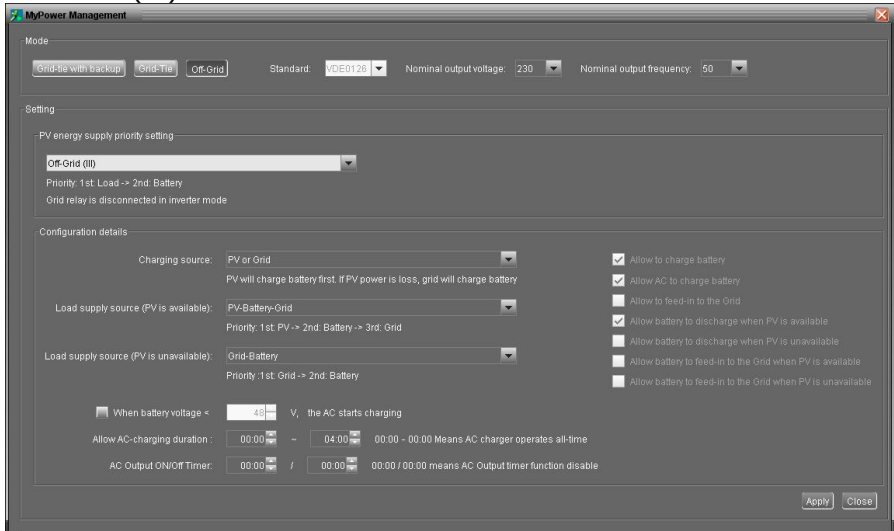 MyPower Management
Mode
Grid-tie with backup Grid-Tie Off-Grid Standard: VDE0126 Nominal output voltage: 230 Nominal output frequency: 50
Setting
PV energy supply priority setting
Off-Grid (III)
Priority: 1st: Load -> 2nd: Battery
Grid relay is disconnected in inverter mode
Configuration details
Charging source: PV or Grid
PV will charge battery first. If PV power is loss, grid will charge battery
Load supply source (PV is available): PV-Battery-Grid
Priority: 1st: PV -> 2nd: Battery -> 3rd: Grid
Load supply source (PV is unavailable): Grid-Battery
Priority :1st: Grid -> 2nd: Battery
When battery voltage < 48 V, the AC starts charging
Allow AC-charging duration : 00:00 ~ 04:00 00:00 - 00:00 Means AC charger operates all-time
AC Output ON/Off Timer: 00:00 / 00:00 00:00 / 00:00 means AC Output timer function disable
Allow to charge battery
Allow AC to charge battery
Allow to feed-in to the Grid
Allow battery to discharge when PV is available
Allow battery to discharge when PV is unavailable
Allow battery to feed-in to the Grid when PV is available
Allow battery to feed-in to the Grid when PV is unavailable
Apply Close